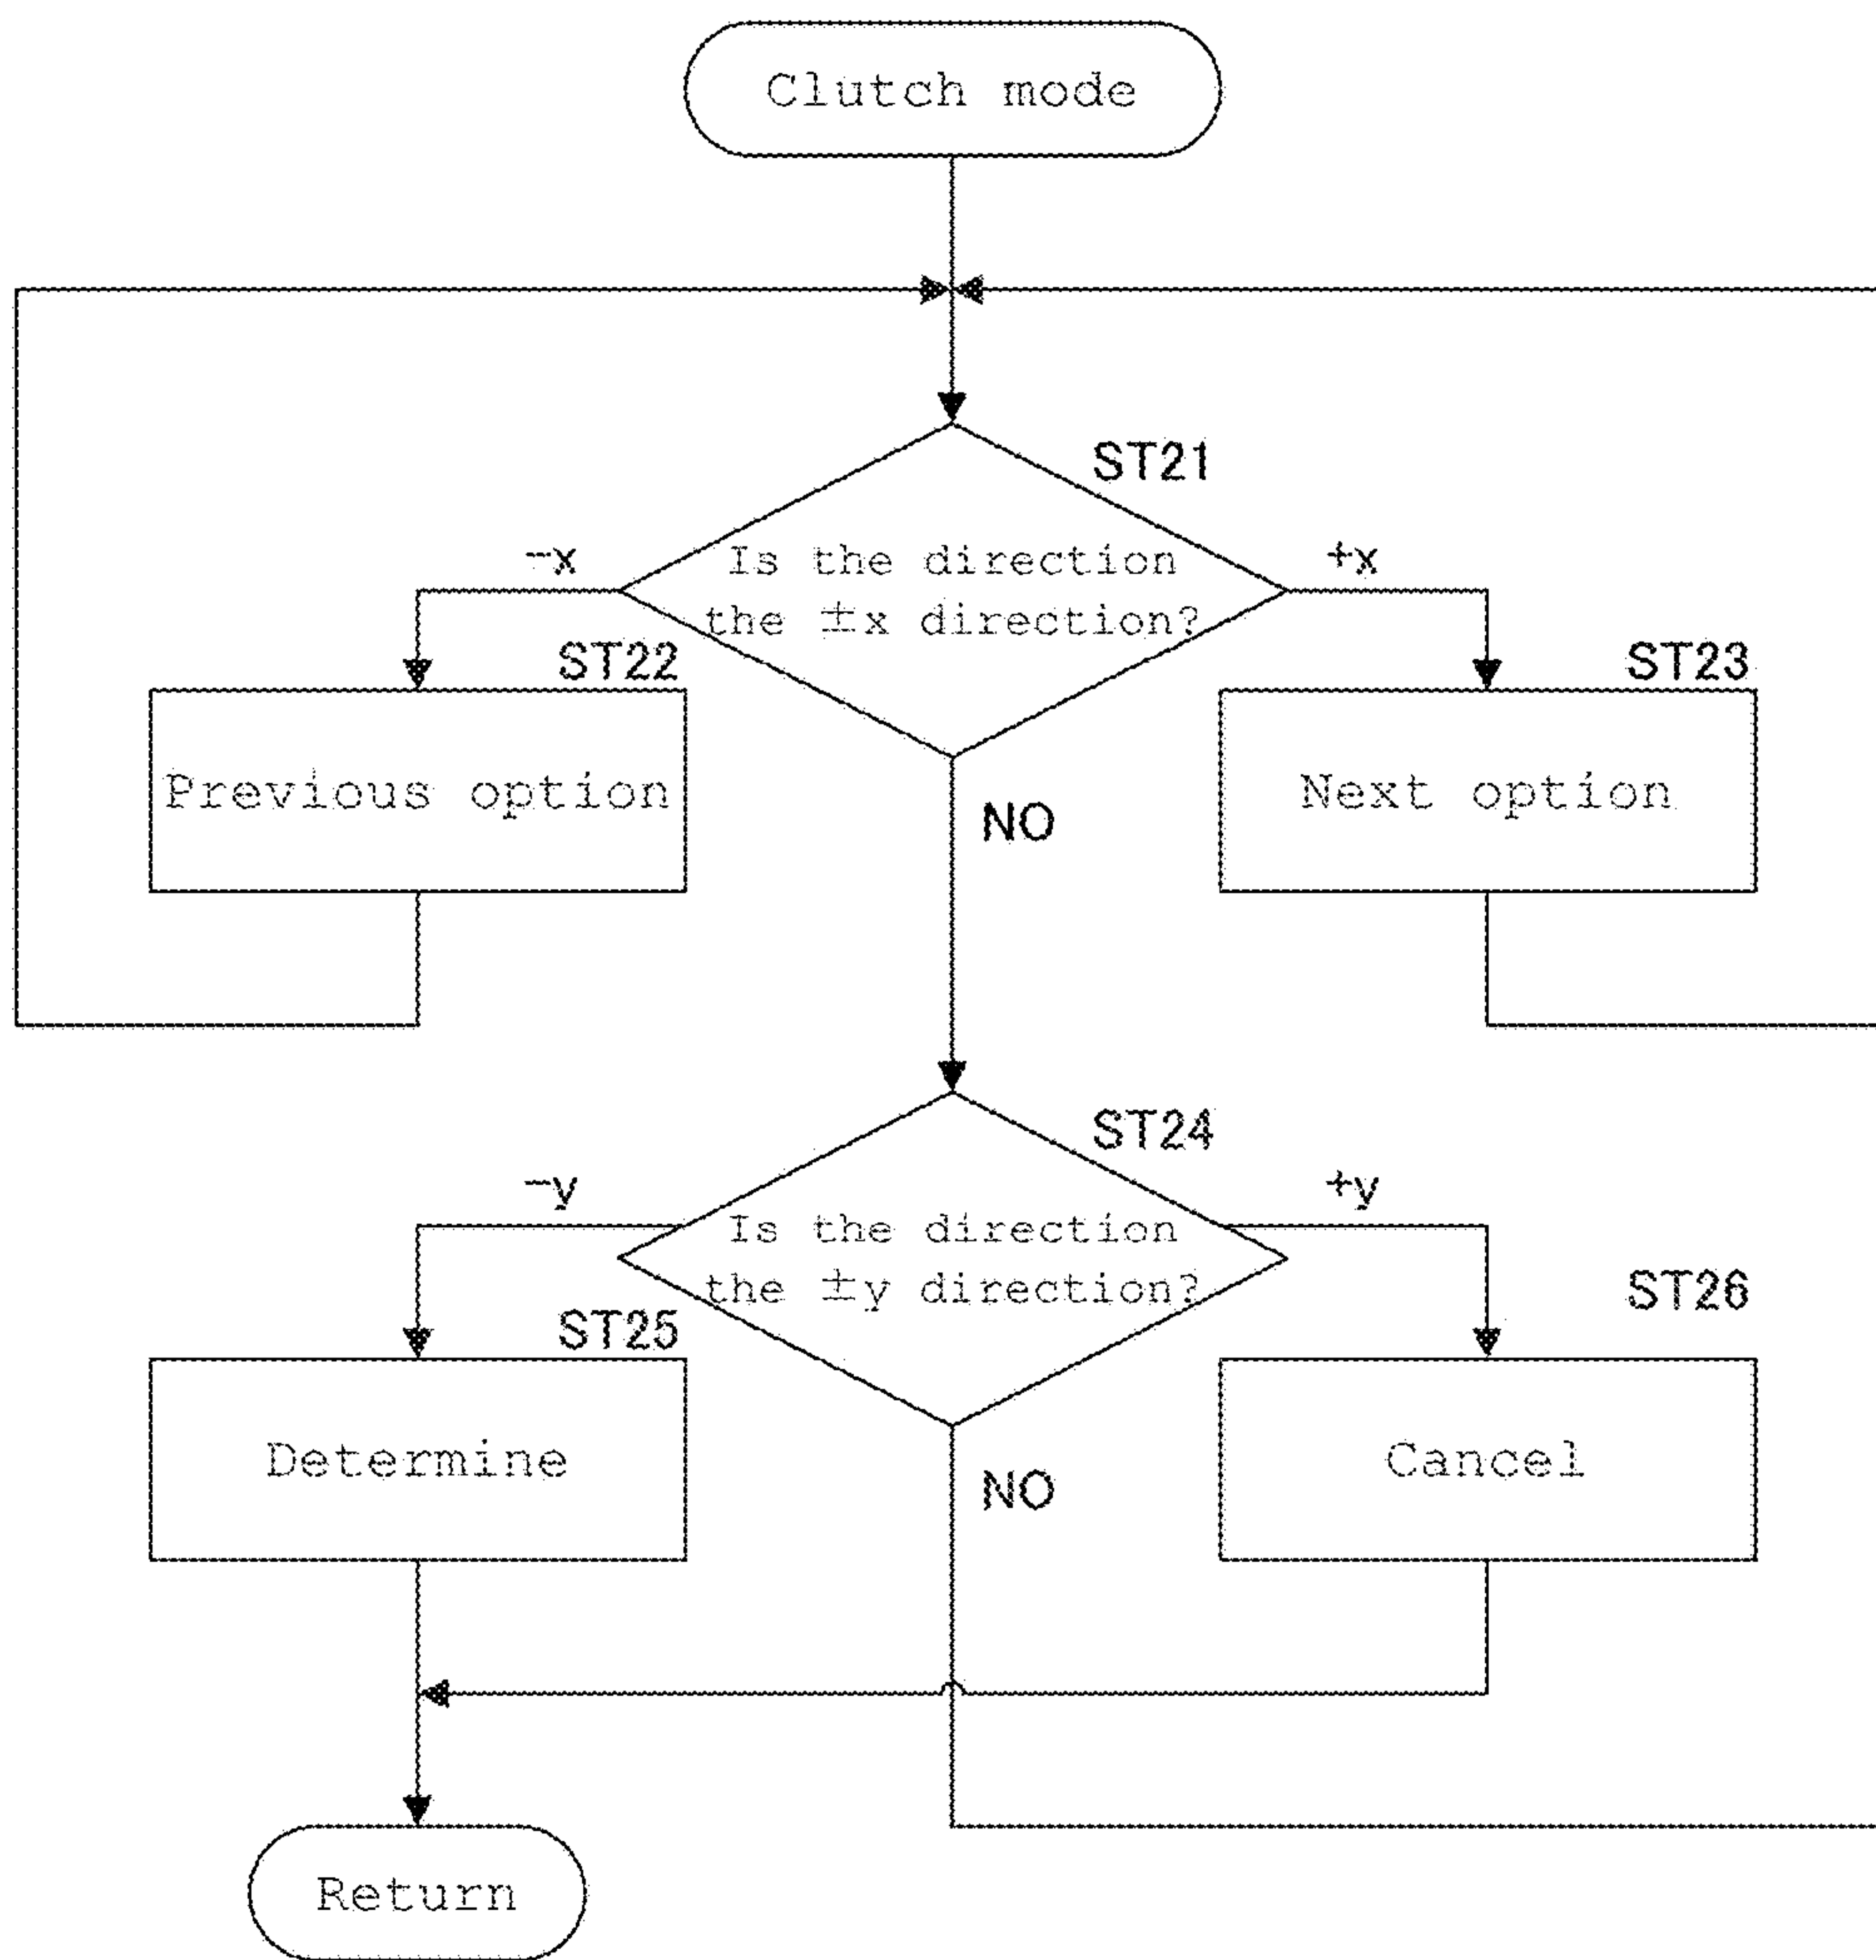 Clutch mode
ST21
-x
Is the direction
the ±x direction?
+x
ST22
Previous option
ST23
Next option
NO
ST24
-y
Is the direction
the ±y direction?
+y
ST25
Determine
ST26
Cancel
NO
Return